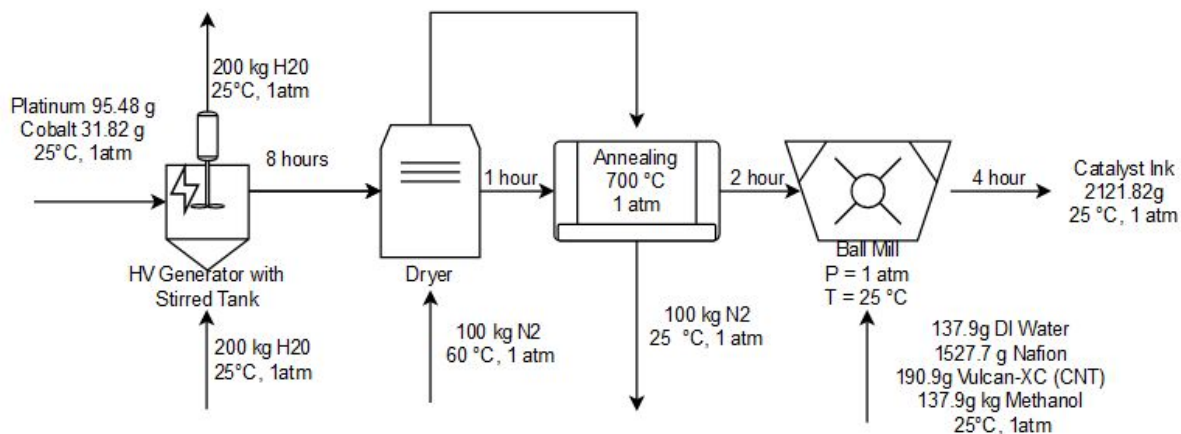 200 kg H20
25°C, 1atm
Platinum 95.48 g
Cobalt 31.82 g
25°C, 1atm
8 hours
HV Generator with
Stirred Tank
200 kg H20
25°C, 1atm
1 hour
Dryer
100 kg N2
60 °C, 1 atm
Annealing
700 °C
1 atm
2 hour
100 kg N2
25 °C, 1 atm
Ball Mill
P = 1 atm
T = 25 °C
4 hour
Catalyst Ink
2121.82g
25 °C, 1 atm
137.9g DI Water
1527.7 g Nafion
190.9g Vulcan-XC (CNT)
137.9g kg Methanol
25°C, 1atm